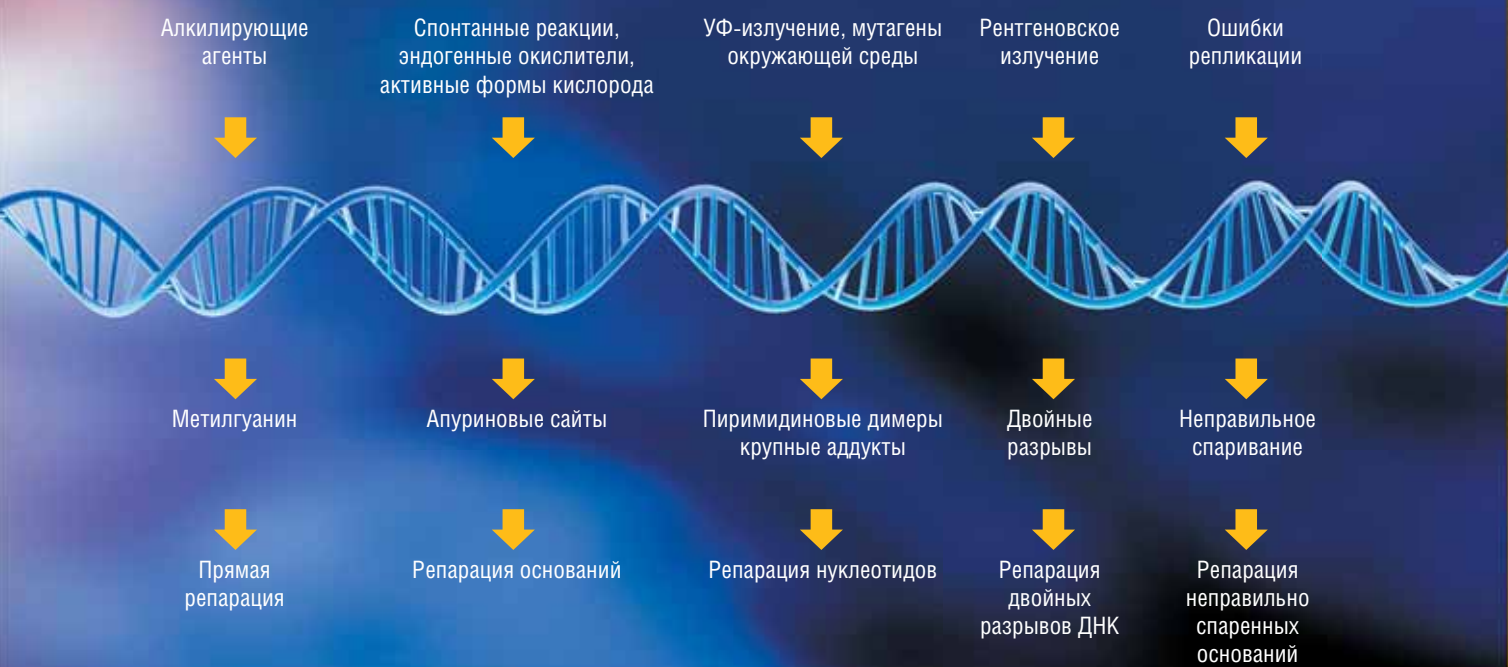 Алкилирующие
агенты
Спонтанные реакции,
эндогенные окислители,
активные формы кислорода
УФ-излучение, мутагены
окружающей среды
Рентгеновское
излучение
Ошибки
репликации
Метилгуанин
Апуриновые сайты
Пиримидиновые димеры
крупные аддукты
Двойные
разрывы
Неправильное
спаривание
Прямая
репарация
Репарация оснований
Репарация нуклеотидов
Репарация
двойных
разрывов ДНК
Репарация
неправильно
спаренных
оснований